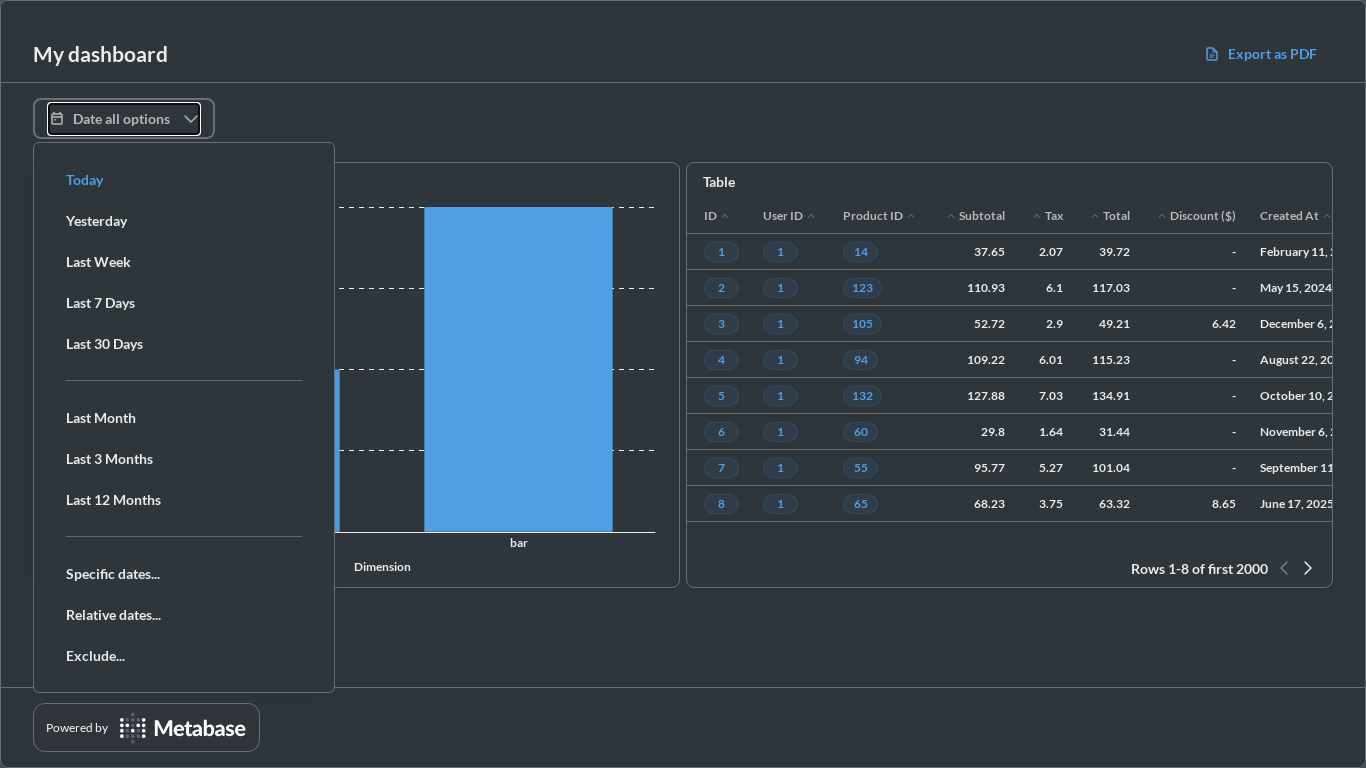 My dashboard
Export as PDF
Date all options
Today
Yesterday
Last Week
Last 7 Days
Last 30 Days
Last Month
Last 3 Months
Last 12 Months
Specific dates...
Relative dates...
Exclude...
bar
Dimension
Table
ID User ID Product ID Subtotal Tax Total Discount ($) Created At
1 1 14 37.65 2.07 39.72 - February 11,
2 1 123 110.93 6.1 117.03 - May 15, 2024
3 1 105 52.72 2.9 49.21 6.42 December 6,
4 1 94 109.22 6.01 115.23 - August 22,
5 1 132 127.88 7.03 134.91 - October 10,
6 1 60 29.8 1.64 31.44 - November 6,
7 1 55 95.77 5.27 101.04 - September 11
8 1 65 68.23 3.75 63.32 8.65 June 17, 2025
Rows 1-8 of first 2000
Powered by Metabase